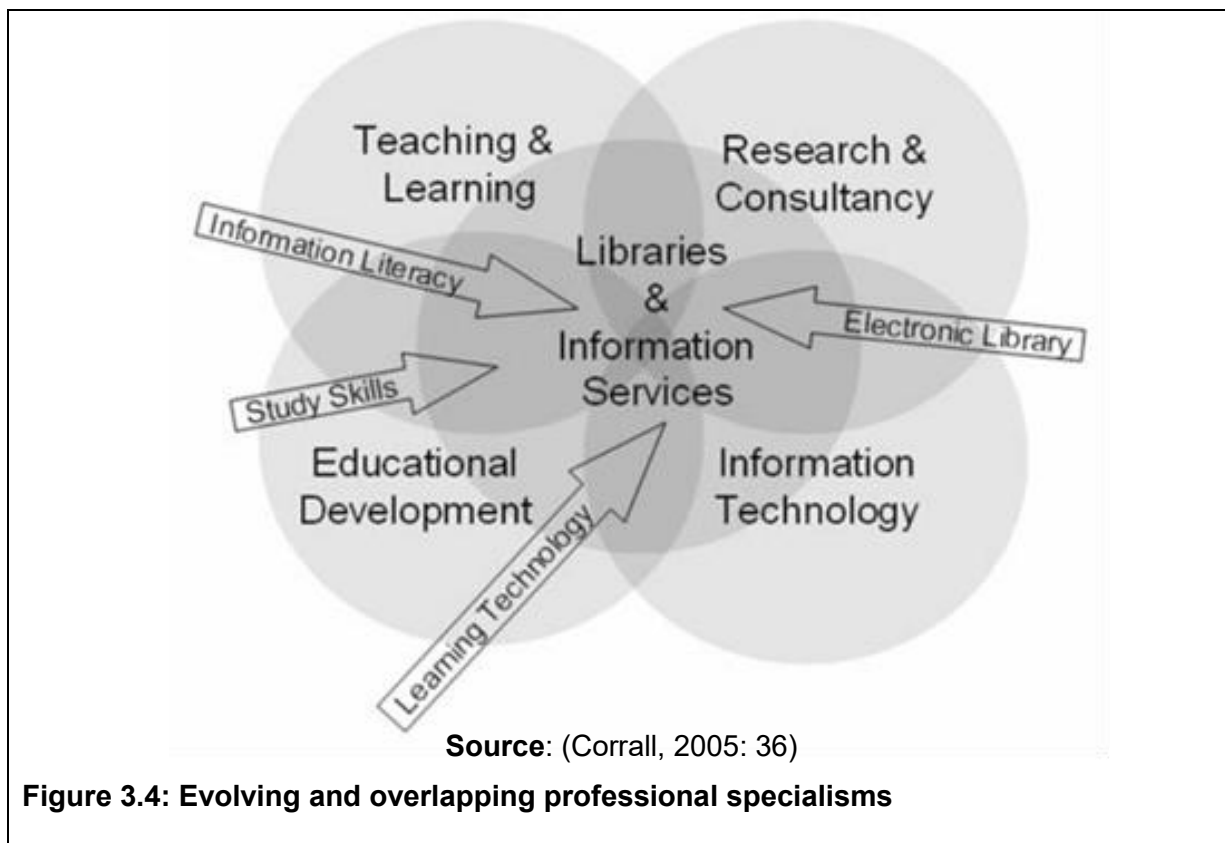 Teaching &
Learning
Research &
Consultancy
Information Literacy
Libraries
&
Information
Services
Electronic Library
Study Skills
Educational
Development
Information
Technology
Learning Technology
Source: (Corrall, 2005: 36)
Figure 3.4: Evolving and overlapping professional specialisms